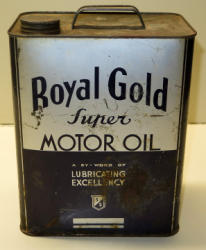 Royal Gold
Super
MOTOR OIL
A BY-WORD OF
LUBRICATING
EXCELLENCY